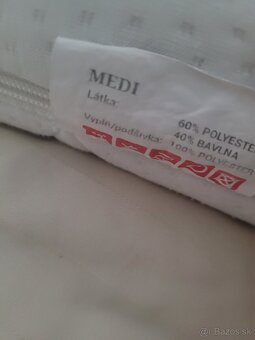 MEDI
Látka: 60% POLYESTER
40% BAVLNA
Výplň/podšívka: 100% POLYESTER
© Bazos.sk